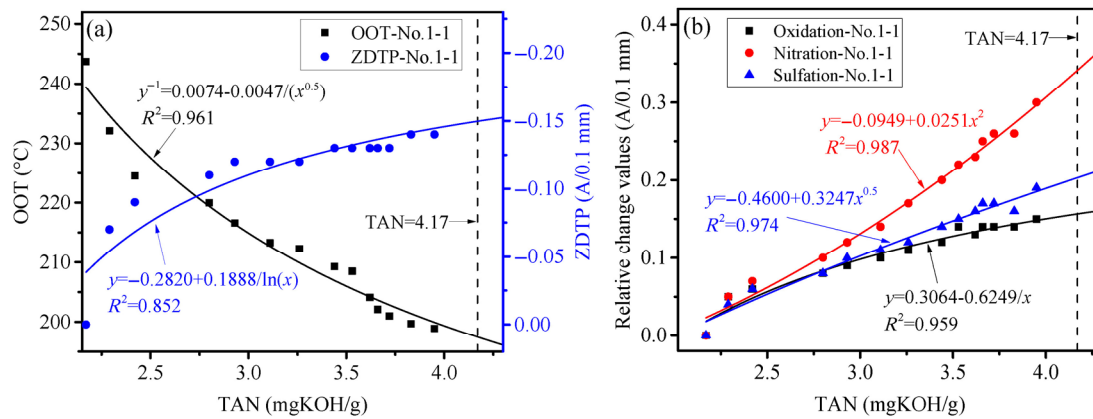 (a)
OOT-No.1-1
ZDTP-No.1-1
y⁻¹=0.0074-0.0047/(x⁰·⁵)
R²=0.961
TAN=4.17
y=-0.2820+0.1888/ln(x)
R²=0.852
250
240
230
220
210
200
OOT (°C)
2.5 3.0 3.5 4.0
TAN (mgKOH/g)
-0.20
-0.15
-0.10
-0.05
0.00
ZDTP (A/0.1 mm)
(b)
Oxidation-No.1-1
Nitration-No.1-1
Sulfation-No.1-1
TAN=4.17
y=-0.0949+0.0251x²
R²=0.987
y=-0.4600+0.3247x⁰·⁵
R²=0.974
y=0.3064-0.6249/x
R²=0.959
0.4
0.3
0.2
0.1
0.0
Relative change values (A/0.1 mm)
2.5 3.0 3.5 4.0
TAN (mgKOH/g)